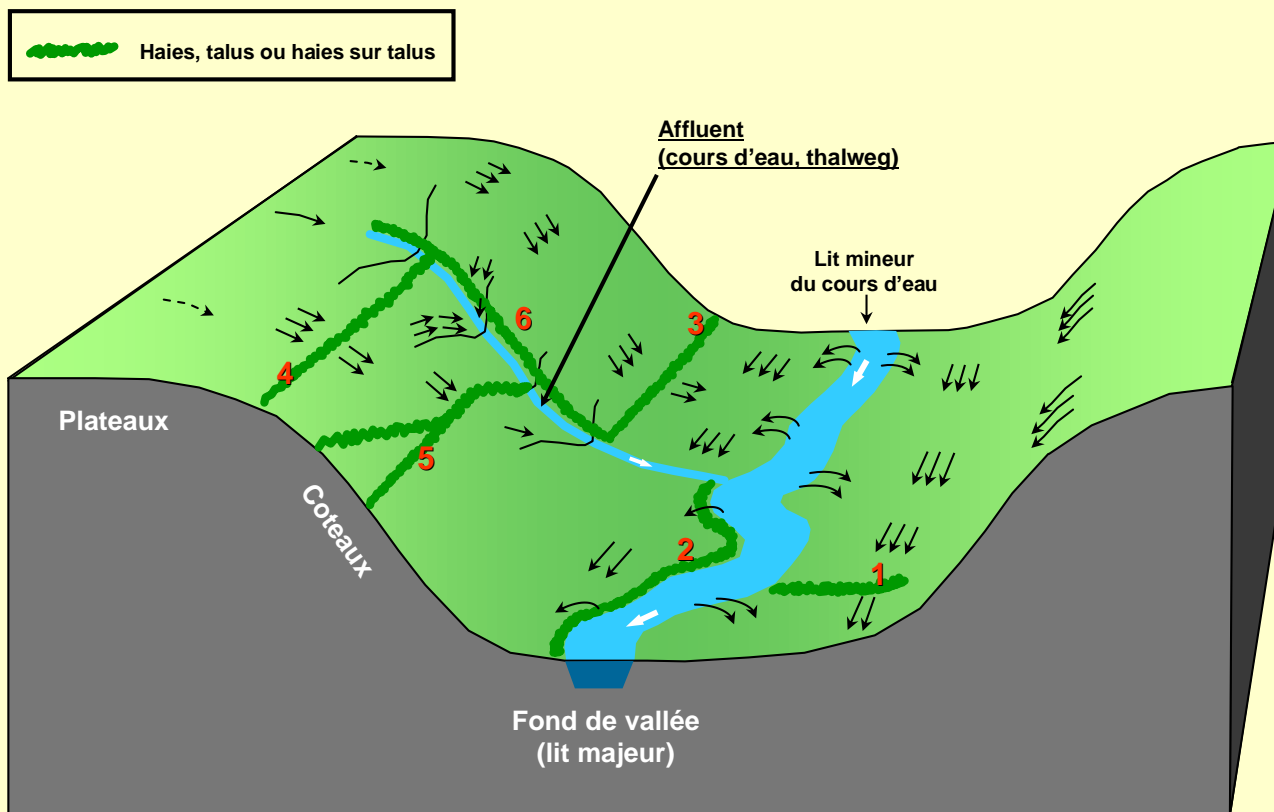 Haies, talus ou haies sur talus
Affluent
(cours d'eau, thalweg)
Lit mineur
du cours d'eau
6
3
4
Plateaux
5
Coteaux
2
1
Fond de vallée
(lit majeur)